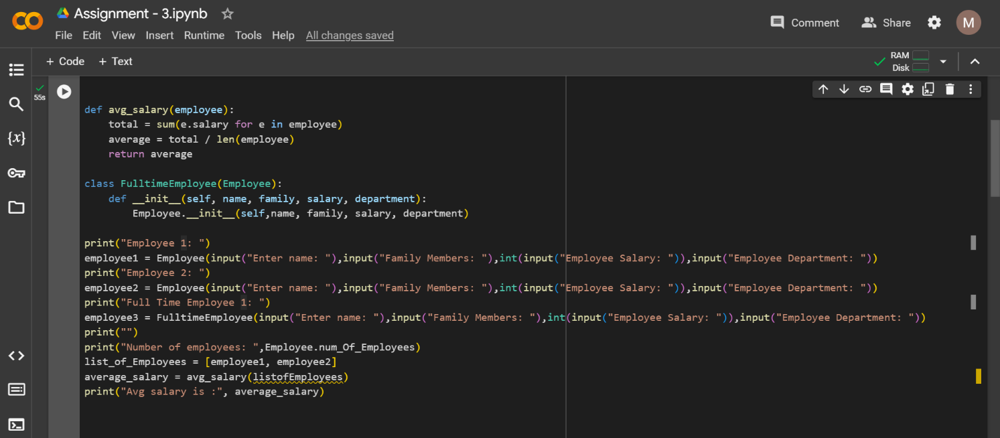 Assignment - 3.ipynb
File Edit View Insert Runtime Tools Help All changes saved
Comment
Share
M
+ Code + Text
RAM
Disk
55s
{x}
def avg_salary(employee):
    total = sum(e.salary for e in employee)
    average = total / len(employee)
    return average
class FulltimeEmployee(Employee):
    def __init__(self, name, family, salary, department):
        Employee.__init__(self,name, family, salary, department)
print("Employee 1: ")
employee1 = Employee(input("Enter name: "),input("Family Members: "),int(input("Employee Salary: ")),input("Employee Department: "))
print("Employee 2: ")
employee2 = Employee(input("Enter name: "),input("Family Members: "),int(input("Employee Salary: ")),input("Employee Department: "))
print("Full Time Employee 1: ")
employee3 = FulltimeEmployee(input("Enter name: "),input("Family Members: "),int(input("Employee Salary: ")),input("Employee Department: "))
print("")
print("Number of employees: ",Employee.num_Of_Employees)
list_of_Employees = [employee1, employee2]
average_salary = avg_salary(listofEmployees)
print("Avg salary is :", average_salary)